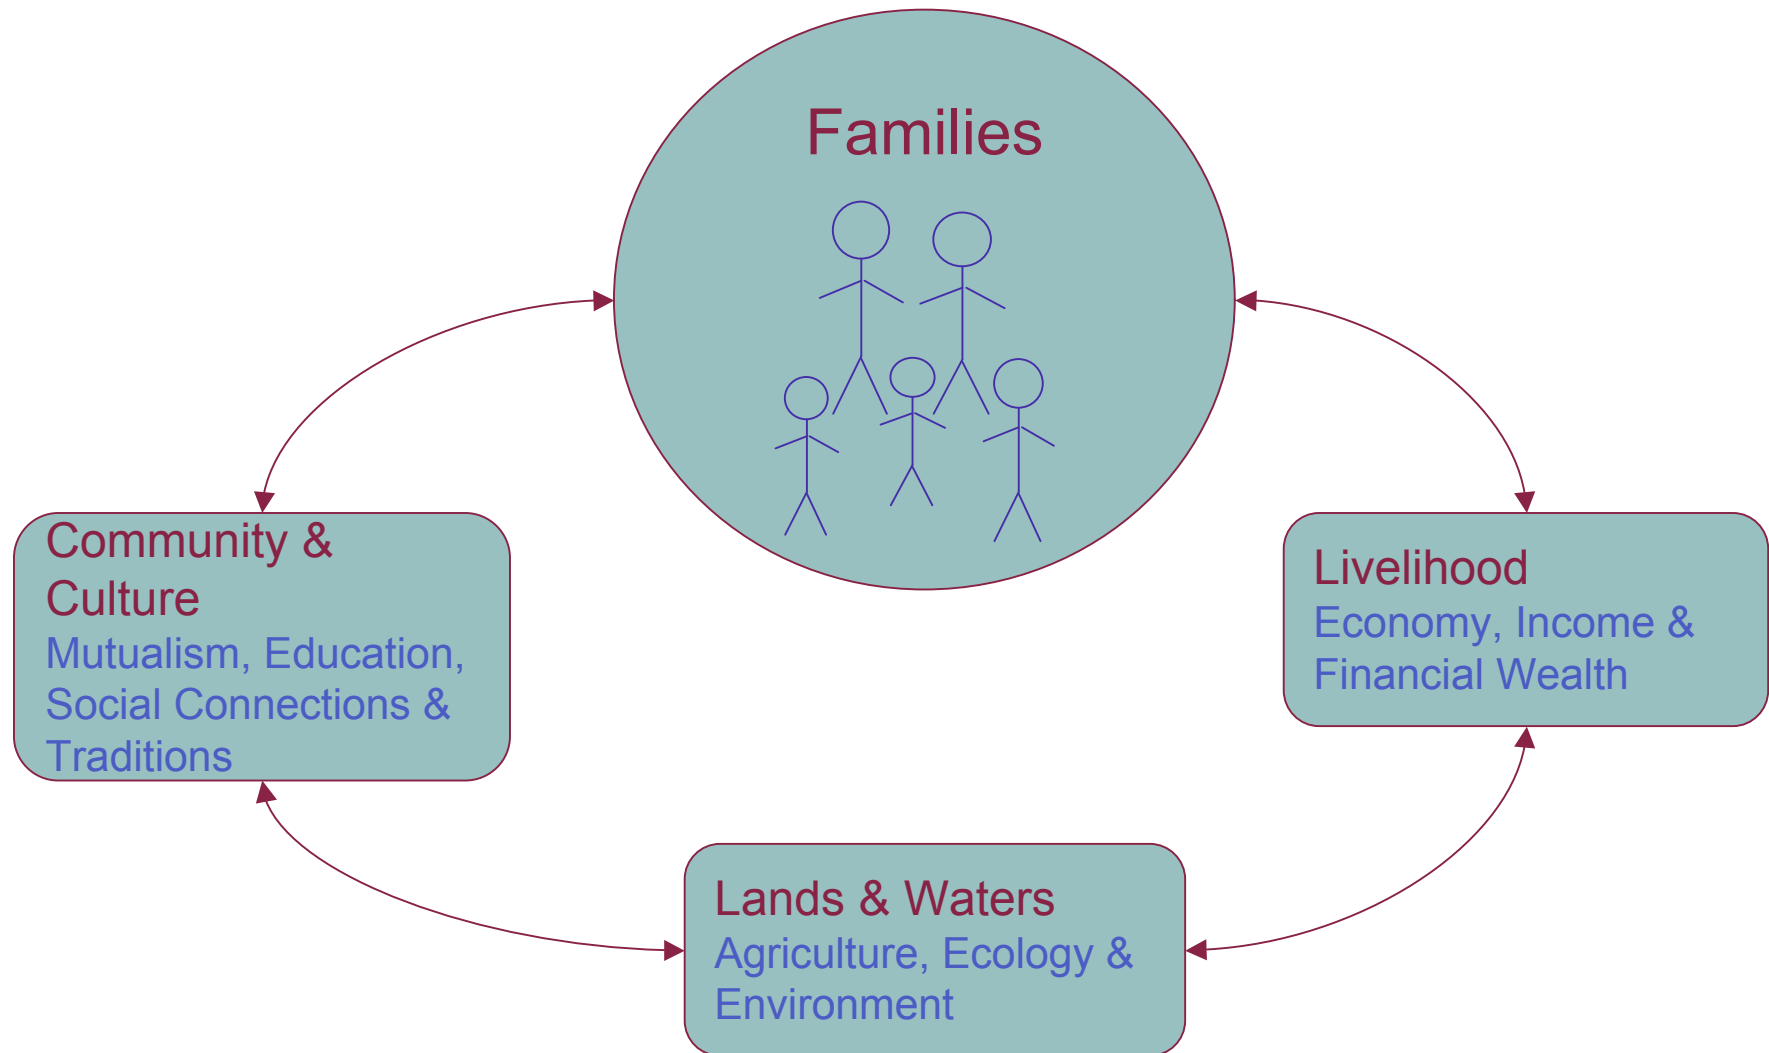 Families
Community &
Culture
Mutualism, Education,
Social Connections &
Traditions
Livelihood
Economy, Income &
Financial Wealth
Lands & Waters
Agriculture, Ecology &
Environment